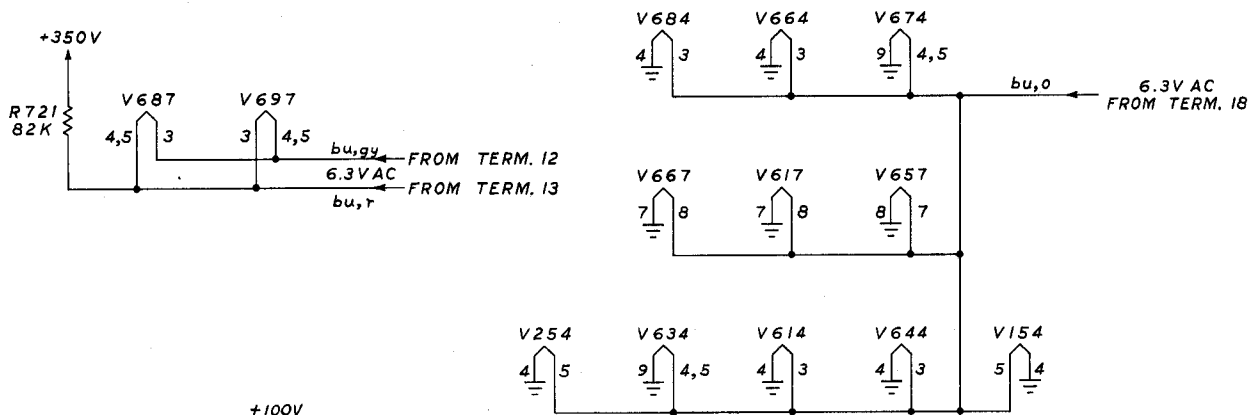 V684 V664 V674
+350V
4 3 4 3 9 4,5
bu,o 6.3V AC
FROM TERM. 18
V687 V697
R721
82K
4,5 3 3 4,5
bu,gy FROM TERM. 12
6.3V AC
FROM TERM. 13
bu,r
V667 V617 V657
7 8 7 8 8 7
V254 V634 V614 V644 V154
4 5 9 4,5 4 3 4 3 5 4
+100V